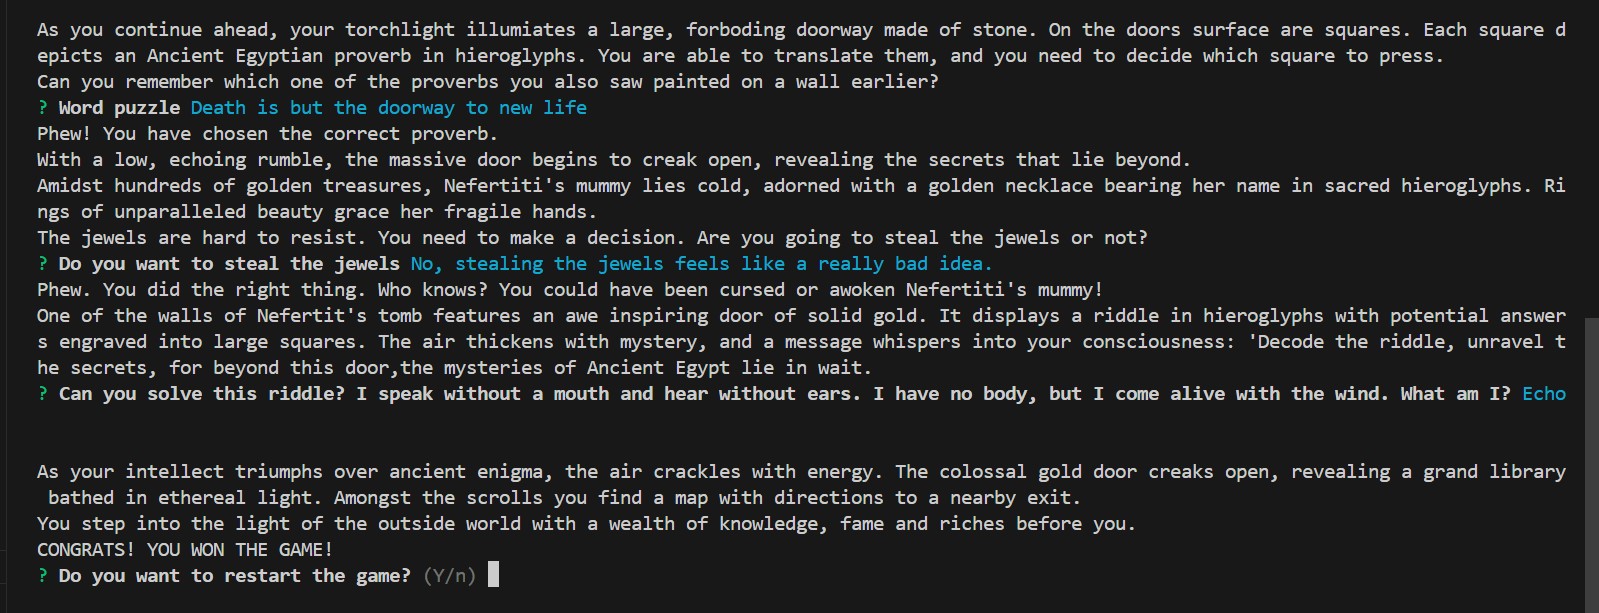 As you continue ahead, your torchlight illumiates a large, forboding doorway made of stone. On the doors surface are squares. Each square d
epicts an Ancient Egyptian proverb in hieroglyphs. You are able to translate them, and you need to decide which square to press.
Can you remember which one of the proverbs you also saw painted on a wall earlier?
? Word puzzle Death is but the doorway to new life
Phew! You have chosen the correct proverb.
With a low, echoing rumble, the massive door begins to creak open, revealing the secrets that lie beyond.
Amidst hundreds of golden treasures, Nefertiti's mummy lies cold, adorned with a golden necklace bearing her name in sacred hieroglyphs. Ri
ngs of unparalleled beauty grace her fragile hands.
The jewels are hard to resist. You need to make a decision. Are you going to steal the jewels or not?
? Do you want to steal the jewels No, stealing the jewels feels like a really bad idea.
Phew. You did the right thing. Who knows? You could have been cursed or awoken Nefertiti's mummy!
One of the walls of Nefertit's tomb features an awe inspiring door of solid gold. It displays a riddle in hieroglyphs with potential answer
s engraved into large squares. The air thickens with mystery, and a message whispers into your consciousness: 'Decode the riddle, unravel t
he secrets, for beyond this door,the mysteries of Ancient Egypt lie in wait.
? Can you solve this riddle? I speak without a mouth and hear without ears. I have no body, but I come alive with the wind. What am I? Echo
As your intellect triumphs over ancient enigma, the air crackles with energy. The colossal gold door creaks open, revealing a grand library
bathed in ethereal light. Amongst the scrolls you find a map with directions to a nearby exit.
You step into the light of the outside world with a wealth of knowledge, fame and riches before you.
CONGRATS! YOU WON THE GAME!
? Do you want to restart the game? (Y/n)